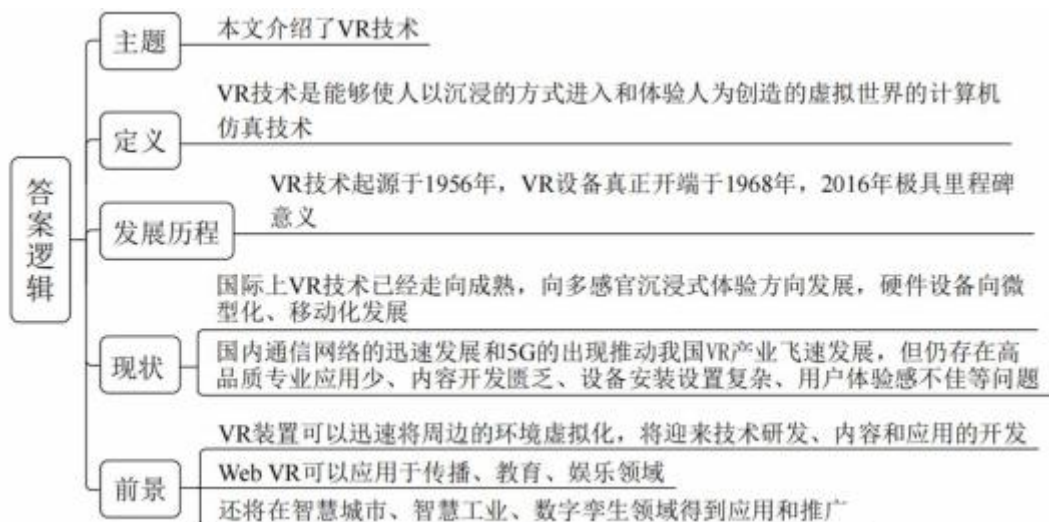 答案逻辑
主题
本文介绍了VR技术
定义
VR技术是能够使人以沉浸的方式进入和体验人为创造的虚拟世界的计算机
仿真技术
发展历程
VR技术起源于1956年，VR设备真正开端于1968年，2016年极具里程碑
意义
现状
国际上VR技术已经走向成熟，向多感官沉浸式体验方向发展，硬件设备向微
型化、移动化发展
国内通信网络的迅速发展和5G的出现推动我国VR产业飞速发展，但仍存在高
品质专业应用少、内容开发匮乏、设备安装设置复杂、用户体验感不佳等问题
前景
VR装置可以迅速将周边的环境虚拟化，将迎来技术研发、内容和应用的开发
Web VR可以应用于传播、教育、娱乐领域
还将在智慧城市、智慧工业、数字孪生领域得到应用和推广